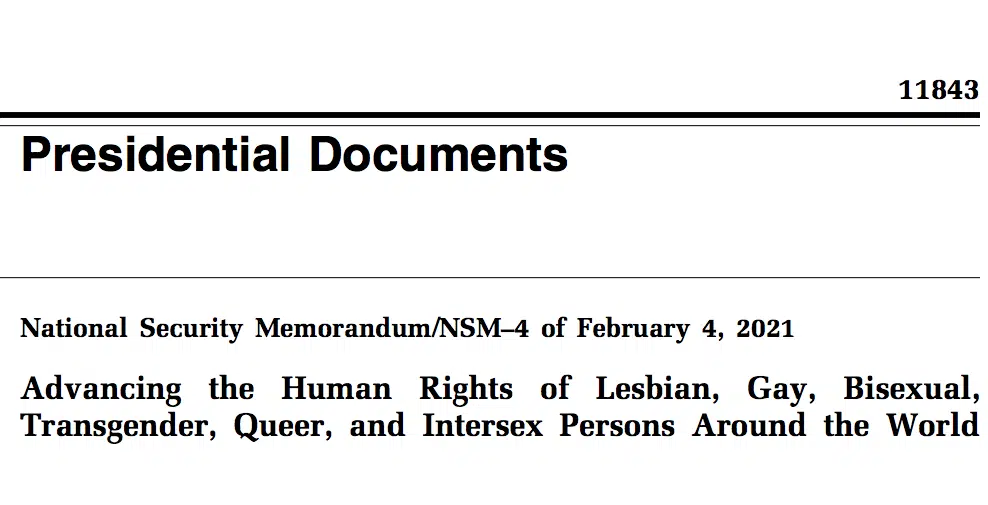 11843
Presidential Documents
National Security Memorandum/NSM–4 of February 4, 2021
Advancing the Human Rights of Lesbian, Gay, Bisexual,
Transgender, Queer, and Intersex Persons Around the World